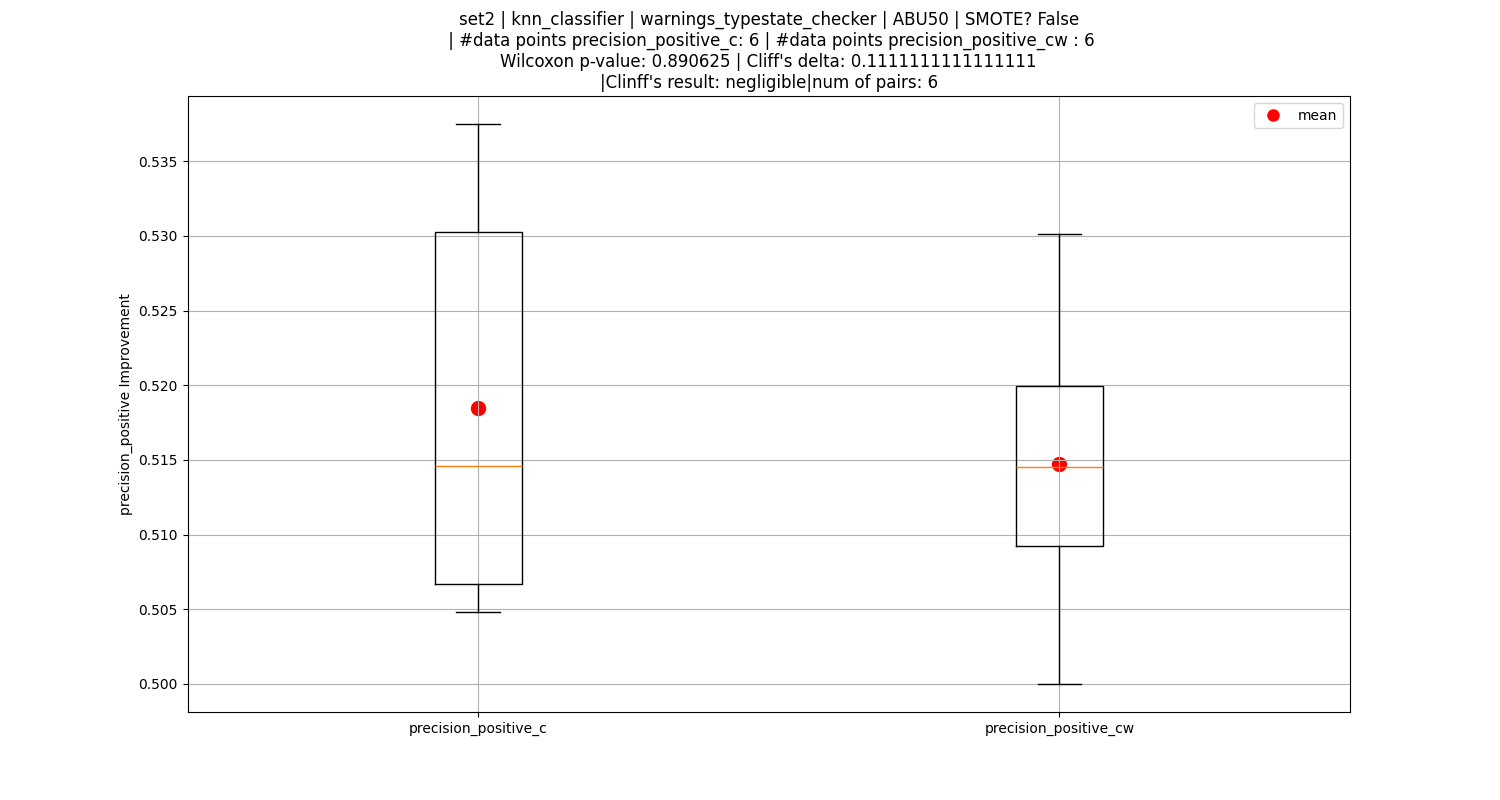 set2 | knn_classifier | warnings_typestate_checker | ABU50 | SMOTE? False
| #data points precision_positive_c: 6 | #data points precision_positive_cw : 6
Wilcoxon p-value: 0.890625 | Cliff's delta: 0.1111111111111111
|Clinff's result: negligible|num of pairs: 6
mean
0.535
0.530
0.525
0.520
0.515
0.510
0.505
0.500
precision_positive Improvement
precision_positive_c
precision_positive_cw